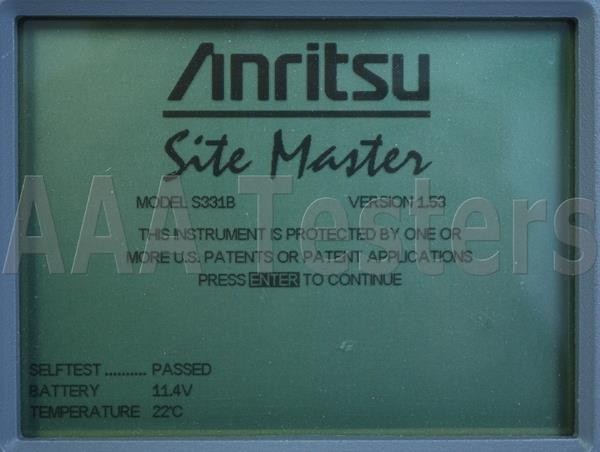 Anritsu
Site Master
MODEL S331B VERSION 1.53
THIS INSTRUMENT IS PROTECTED BY ONE OR
MORE U.S. PATENTS OR PATENT APPLICATIONS
PRESS ENTER TO CONTINUE
AAA Testers
SELFTEST .......... PASSED
BATTERY 11.4V
TEMPERATURE 22°C